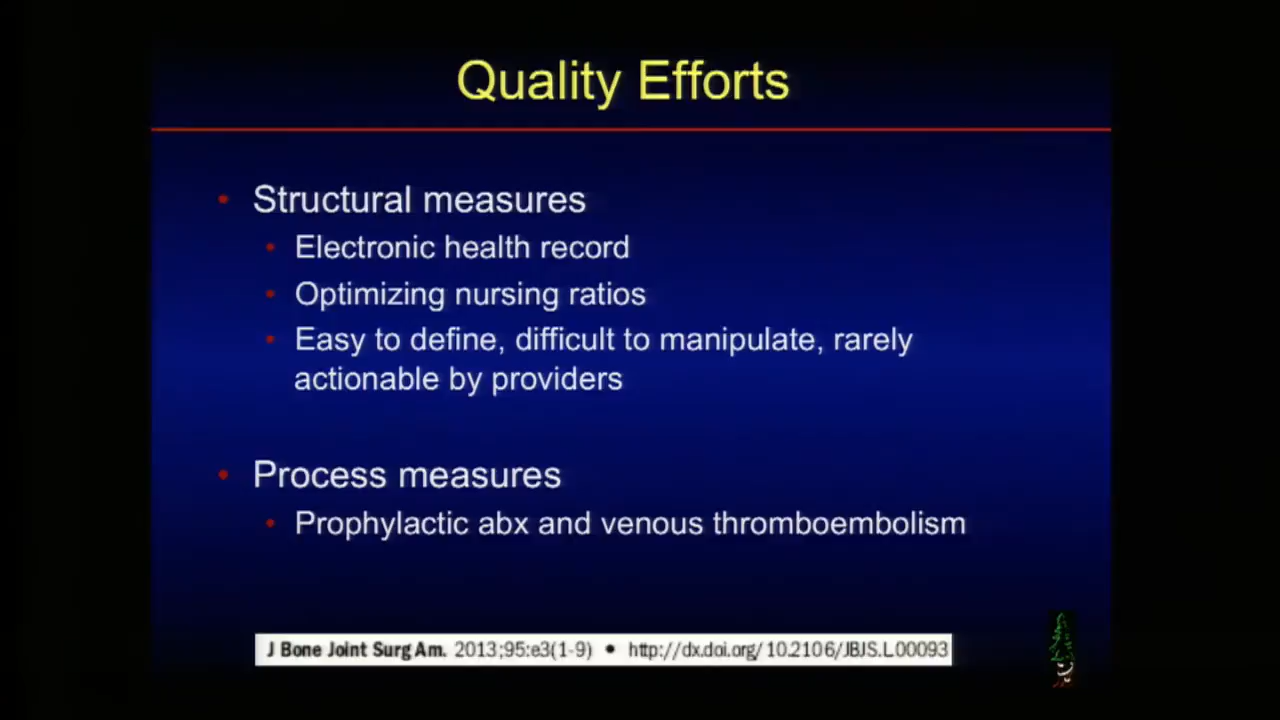 Quality Efforts
• Structural measures
• Electronic health record
• Optimizing nursing ratios
• Easy to define, difficult to manipulate, rarely
actionable by providers
• Process measures
• Prophylactic abx and venous thromboembolism
J Bone Joint Surg Am. 2013;95:e3(1-9) • http://dx.doi.org/10.2106/JBJS.L.00093